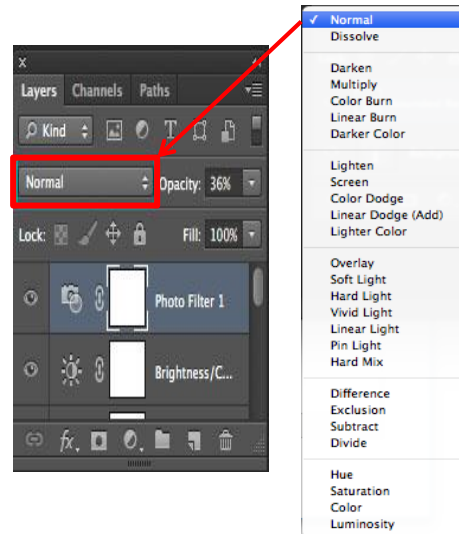 x
Layers Channels Paths
Kind T
Normal Opacity: 36%
Lock: Fill: 100%
Photo Filter 1
Brightness/C...
fx.
✓ Normal
Dissolve
Darken
Multiply
Color Burn
Linear Burn
Darker Color
Lighten
Screen
Color Dodge
Linear Dodge (Add)
Lighter Color
Overlay
Soft Light
Hard Light
Vivid Light
Linear Light
Pin Light
Hard Mix
Difference
Exclusion
Subtract
Divide
Hue
Saturation
Color
Luminosity